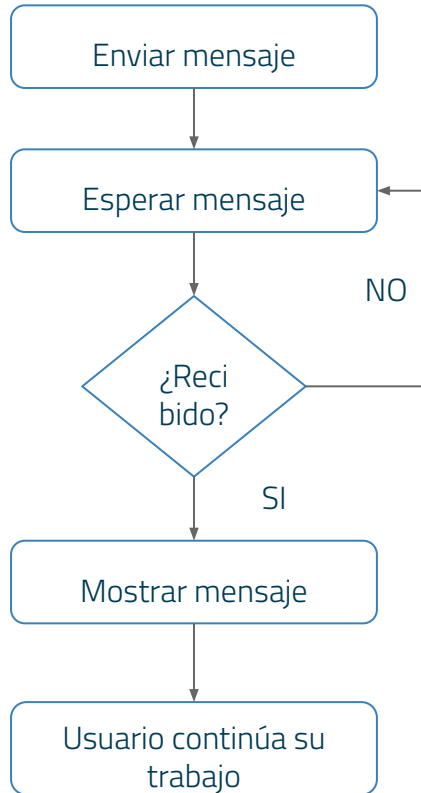 Enviar mensaje
Esperar mensaje
NO
¿Reci
bido?
SI
Mostrar mensaje
Usuario continúa su
trabajo